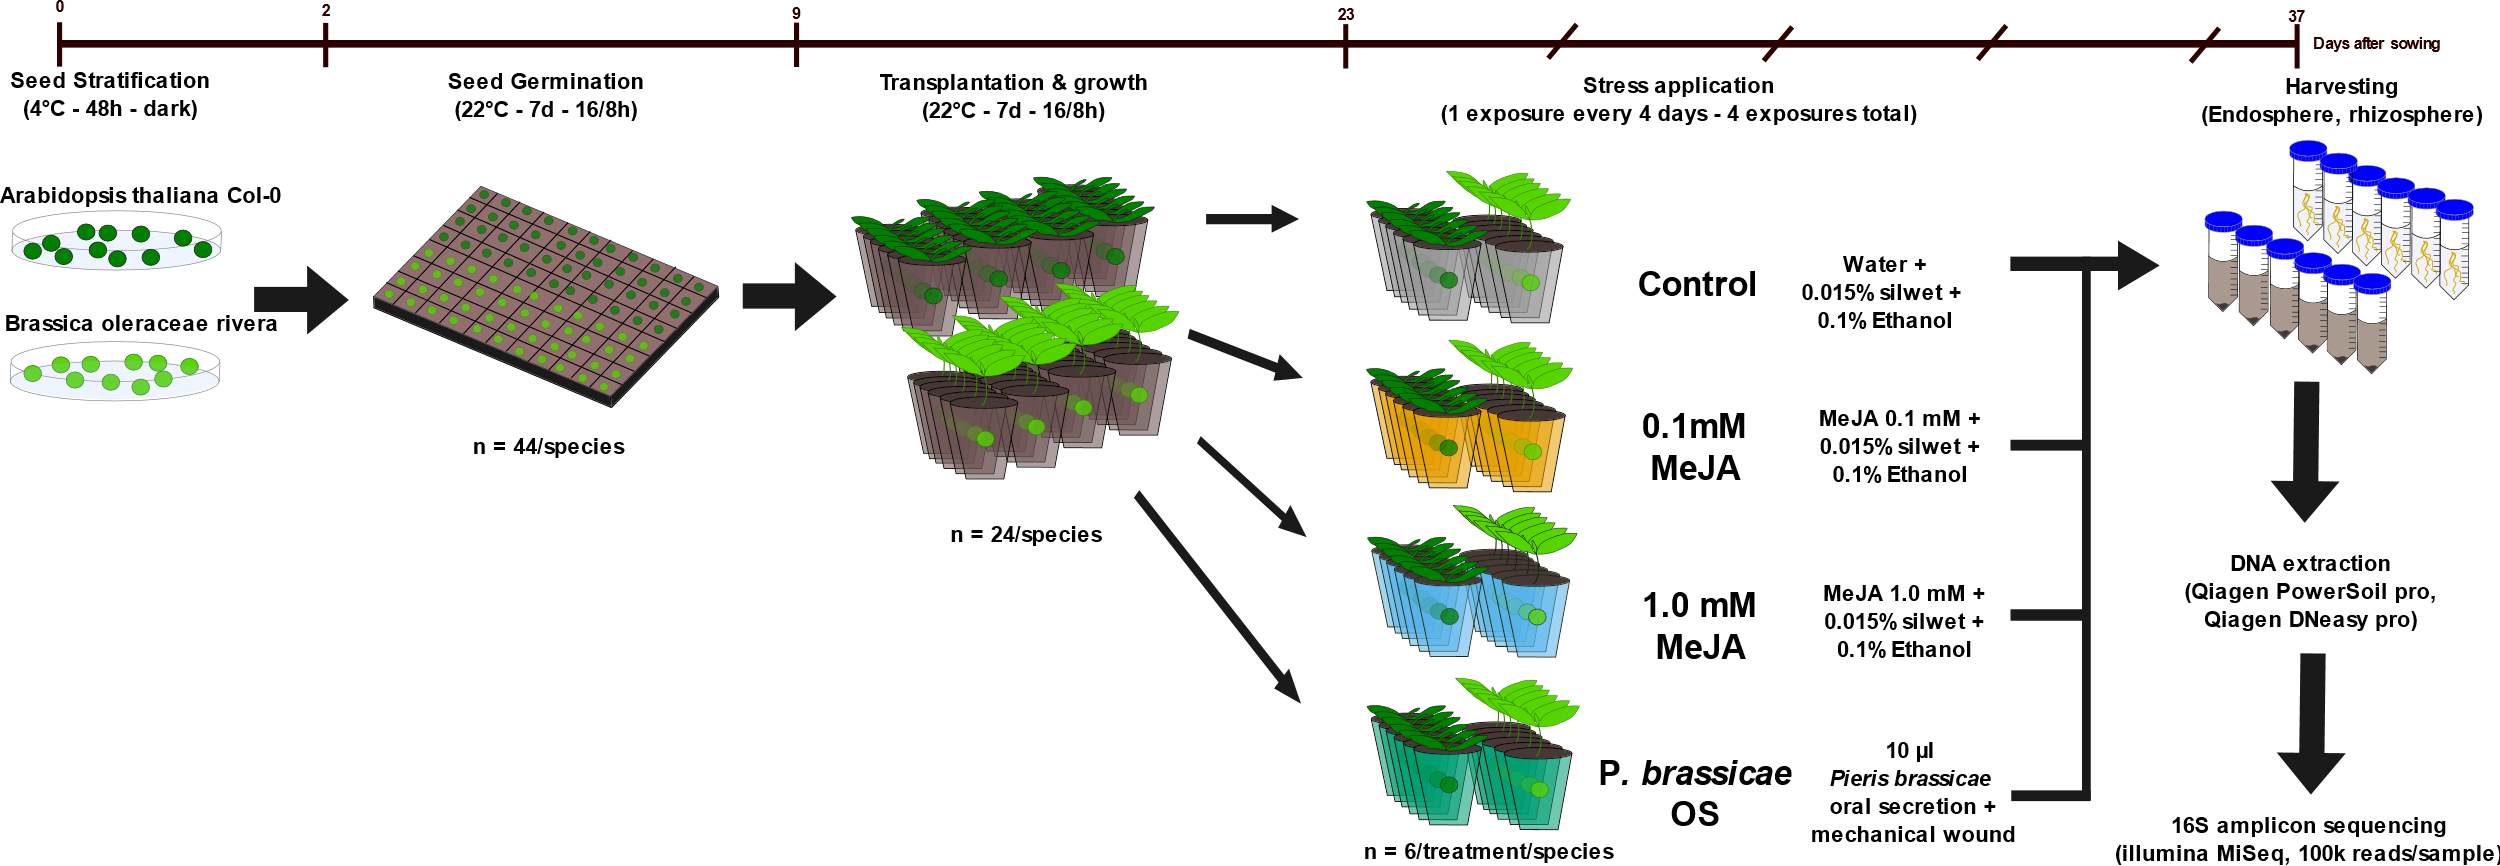 0
2
9
23
37
Days after sowing
Seed Stratification
(4°C - 48h - dark)
Seed Germination
(22°C - 7d - 16/8h)
Transplantation & growth
(22°C - 7d - 16/8h)
Stress application
(1 exposure every 4 days - 4 exposures total)
Harvesting
(Endosphere, rhizosphere)
Arabidopsis thaliana Col-0
Brassica oleraceae rivera
n = 44/species
n = 24/species
Control
Water +
0.015% silwet +
0.1% Ethanol
0.1mM
MeJA
MeJA 0.1 mM +
0.015% silwet +
0.1% Ethanol
1.0 mM
MeJA
MeJA 1.0 mM +
0.015% silwet +
0.1% Ethanol
P. brassicae
OS
10 µl
Pieris brassicae
oral secretion +
mechanical wound
n = 6/treatment/species
DNA extraction
(Qiagen PowerSoil pro,
Qiagen DNeasy pro)
16S amplicon sequencing
(illumina MiSeq, 100k reads/sample)